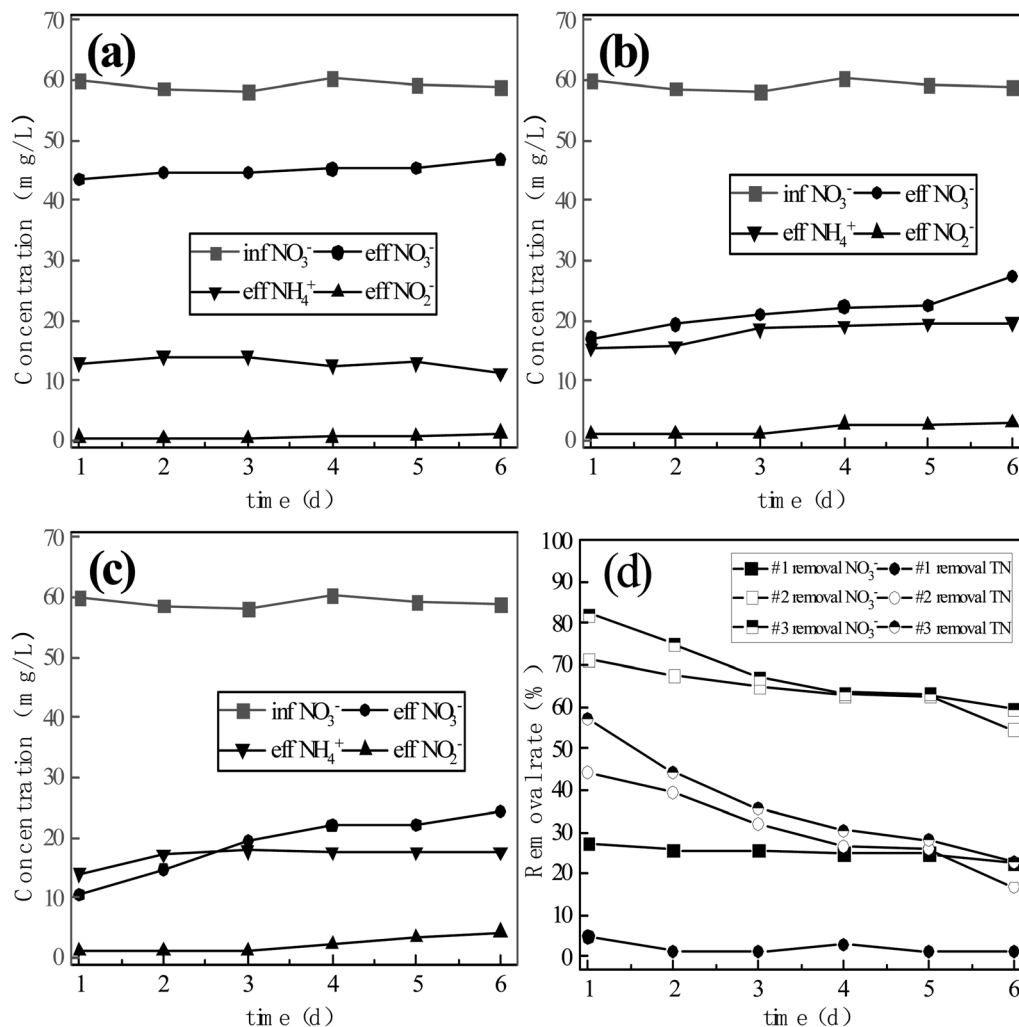 (a)
70
60
50
40
30
20
10
0
Concentration (mg/L)
inf NO₃⁻ eff NO₃⁻
eff NH₄⁺ eff NO₂⁻
1 2 3 4 5 6
time (d)
(b)
70
60
50
40
30
20
10
0
Concentration (mg/L)
inf NO₃⁻ eff NO₃⁻
eff NH₄⁺ eff NO₂⁻
1 2 3 4 5 6
time (d)
(c)
70
60
50
40
30
20
10
0
Concentration (mg/L)
inf NO₃⁻ eff NO₃⁻
eff NH₄⁺ eff NO₂⁻
1 2 3 4 5 6
time (d)
(d)
100
90
80
70
60
50
40
30
20
10
0
Removal rate (%)
#1 removal NO₃⁻ #1 removal TN
#2 removal NO₃⁻ #2 removal TN
#3 removal NO₃⁻ #3 removal TN
1 2 3 4 5 6
time (d)